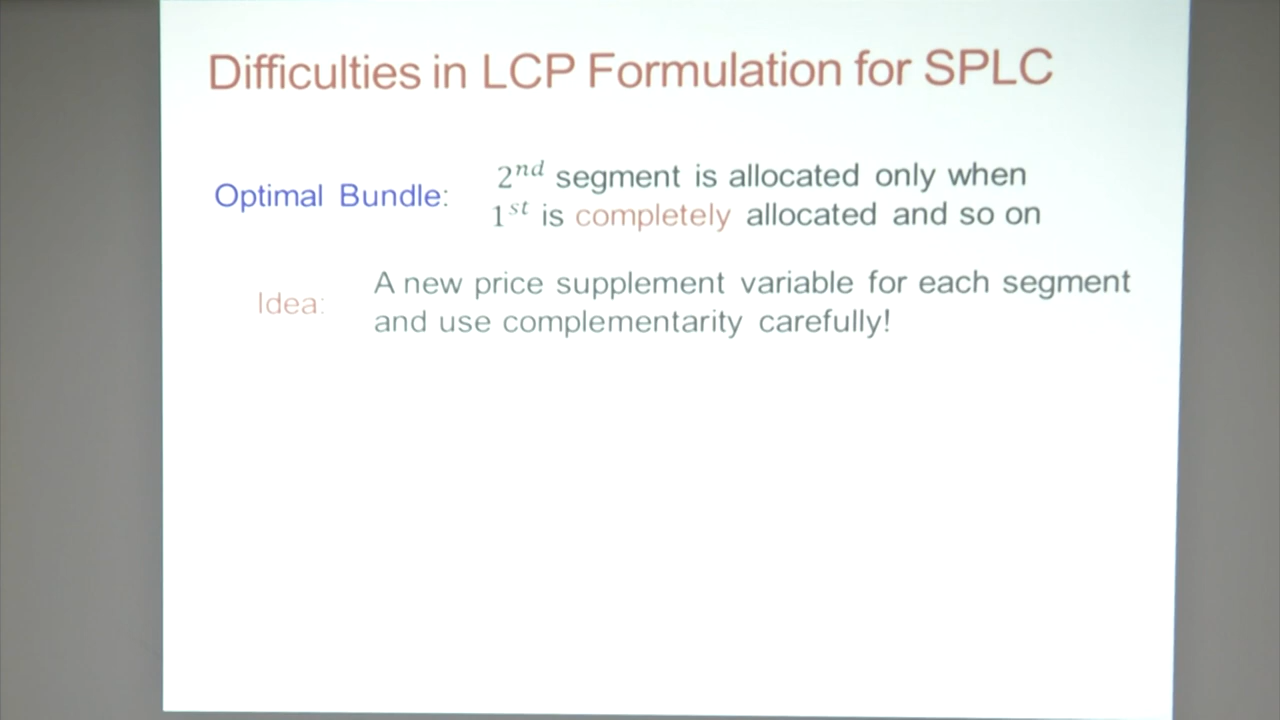 Difficulties in LCP Formulation for SPLC
Optimal Bundle:
2nd segment is allocated only when
1st is completely allocated and so on
Idea:
A new price supplement variable for each segment
and use complementarity carefully!